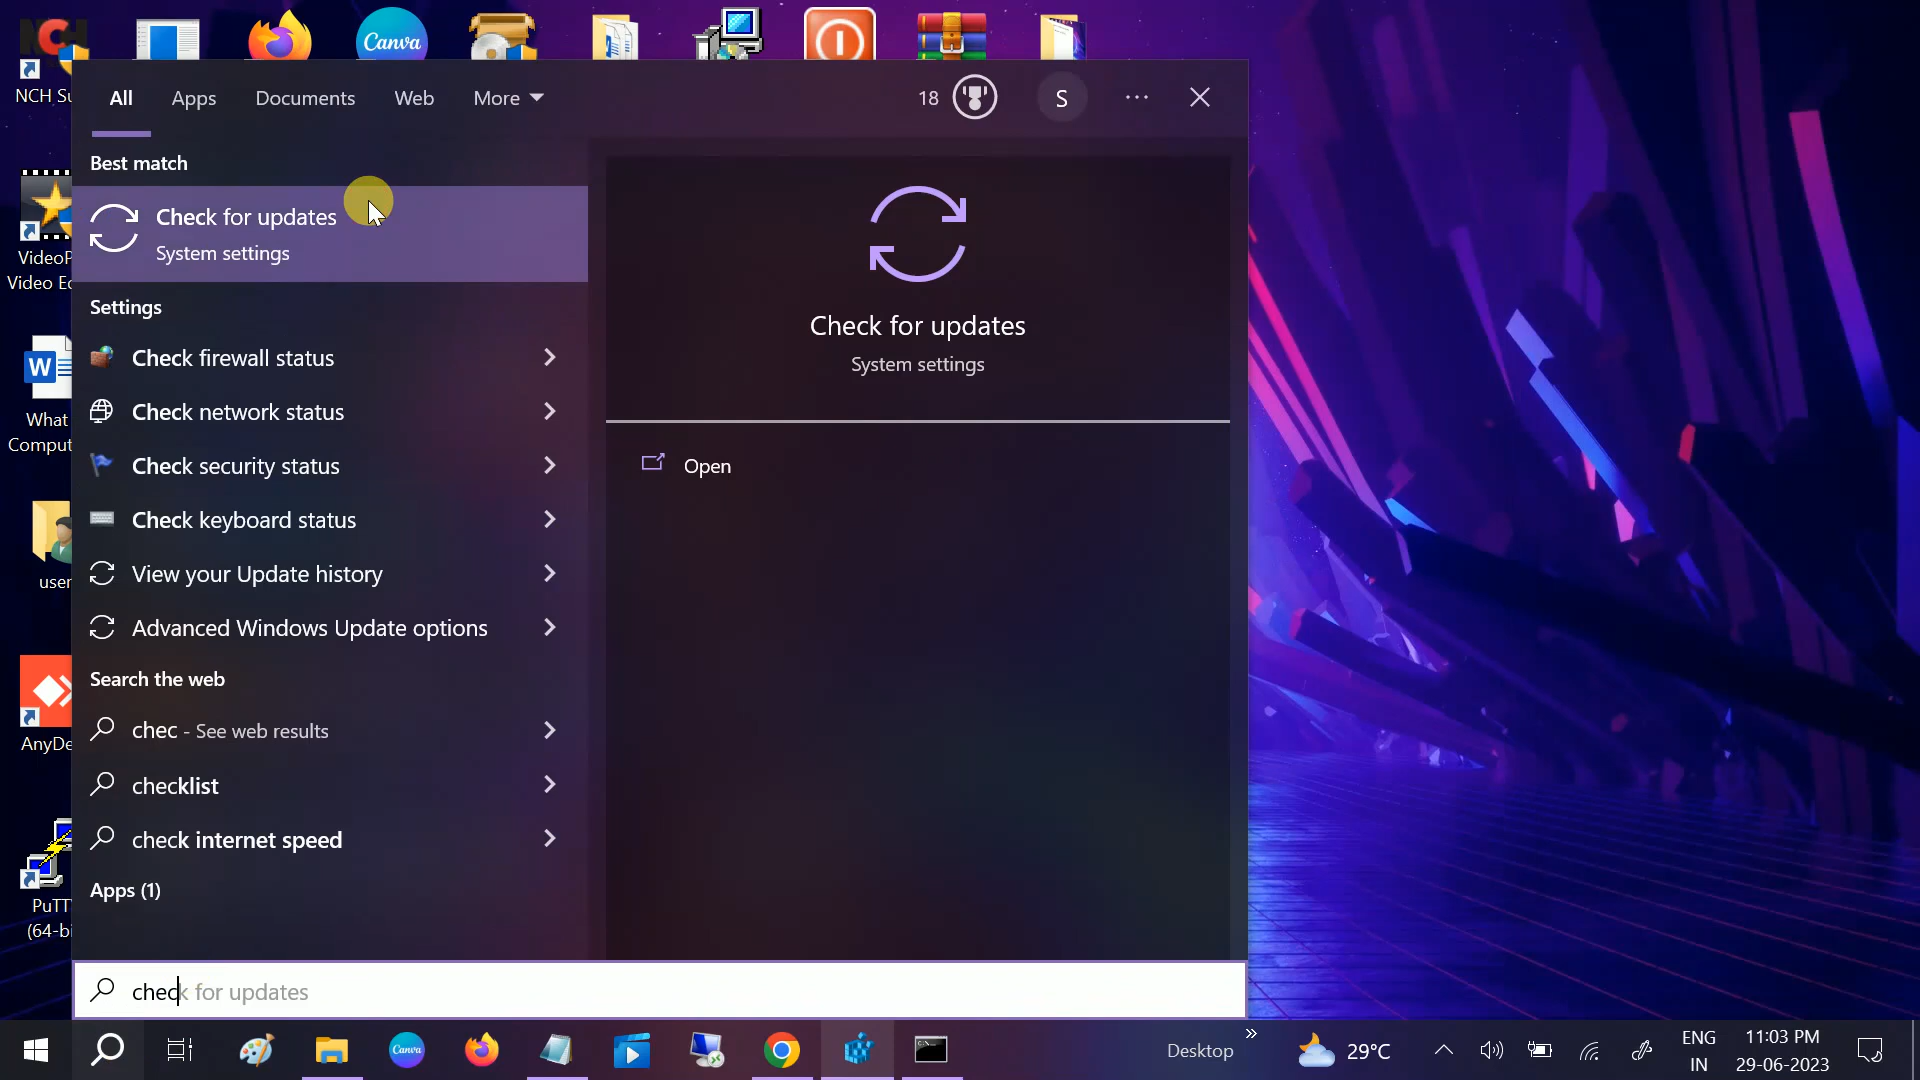 NCH Su
Canva
All
Apps
Documents
Web
More
18
S
Best match
Check for updates
System settings
Settings
Check firewall status
Check network status
Check security status
Check keyboard status
View your Update history
Advanced Windows Update options
Search the web
chec - See web results
checklist
check internet speed
Apps (1)
Check for updates
System settings
Open
VideoP
Video Ed
W
What
Comput
user
AnyDe
PuTT
(64-bi
check for updates
Canva
Desktop
29°C
ENG
IN
11:03 PM
29-06-2023